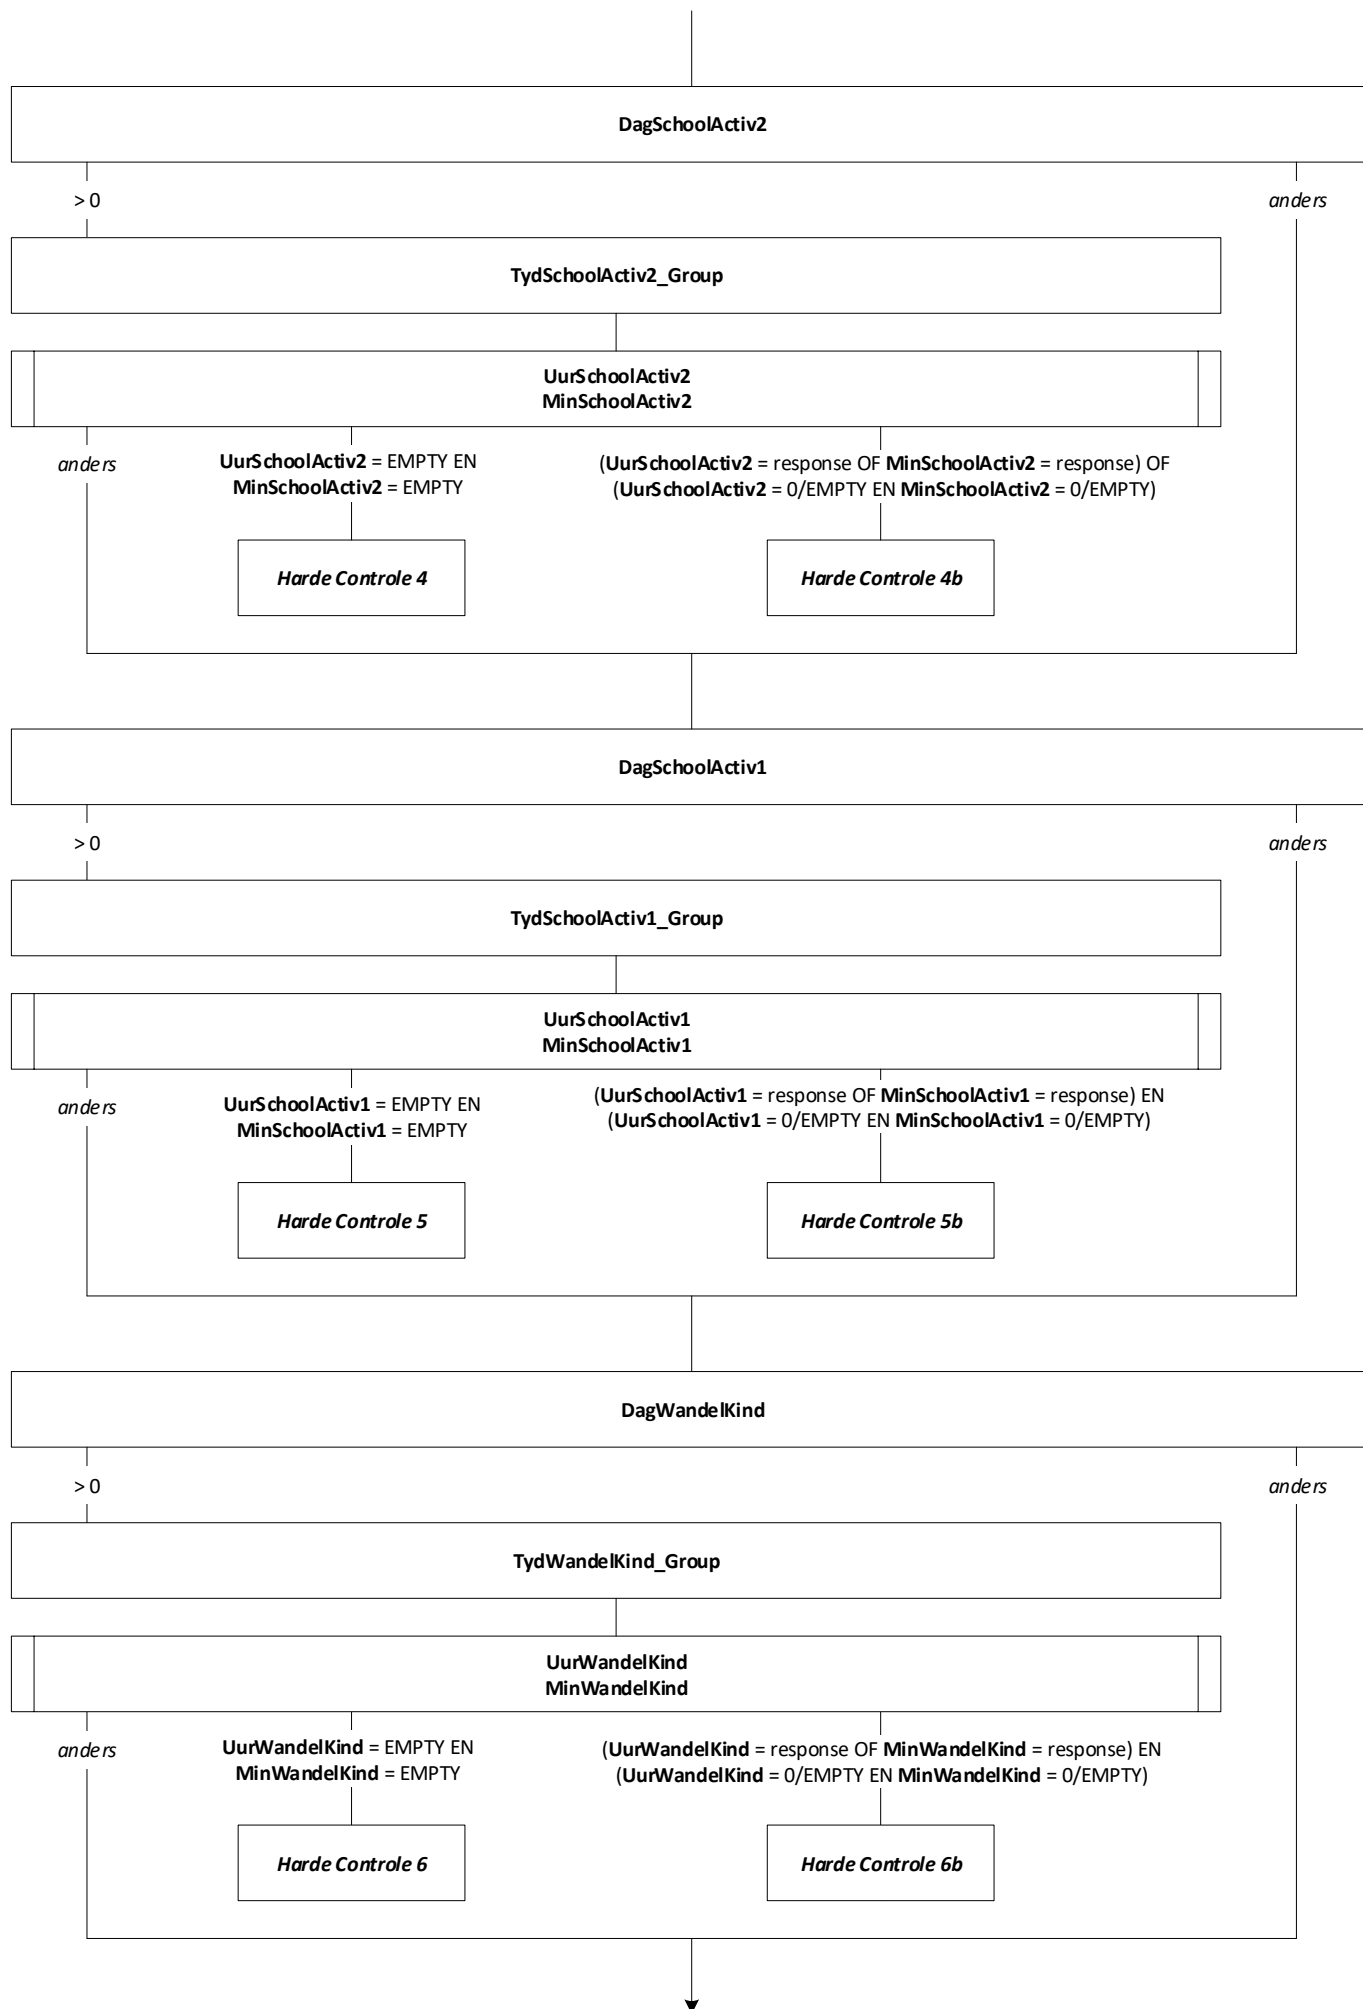 DagSchoolActiv2
> 0
anders
TydSchoolActiv2_Group
UurSchoolActiv2
MinSchoolActiv2
anders
UurSchoolActiv2 = EMPTY EN
MinSchoolActiv2 = EMPTY
(UurSchoolActiv2 = response OF MinSchoolActiv2 = response) OF
(UurSchoolActiv2 = 0/EMPTY EN MinSchoolActiv2 = 0/EMPTY)
Harde Controle 4
Harde Controle 4b
DagSchoolActiv1
> 0
anders
TydSchoolActiv1_Group
UurSchoolActiv1
MinSchoolActiv1
anders
UurSchoolActiv1 = EMPTY EN
MinSchoolActiv1 = EMPTY
(UurSchoolActiv1 = response OF MinSchoolActiv1 = response) EN
(UurSchoolActiv1 = 0/EMPTY EN MinSchoolActiv1 = 0/EMPTY)
Harde Controle 5
Harde Controle 5b
DagWandelKind
> 0
anders
TydWandelKind_Group
UurWandelKind
MinWandelKind
anders
UurWandelKind = EMPTY EN
MinWandelKind = EMPTY
(UurWandelKind = response OF MinWandelKind = response) EN
(UurWandelKind = 0/EMPTY EN MinWandelKind = 0/EMPTY)
Harde Controle 6
Harde Controle 6b